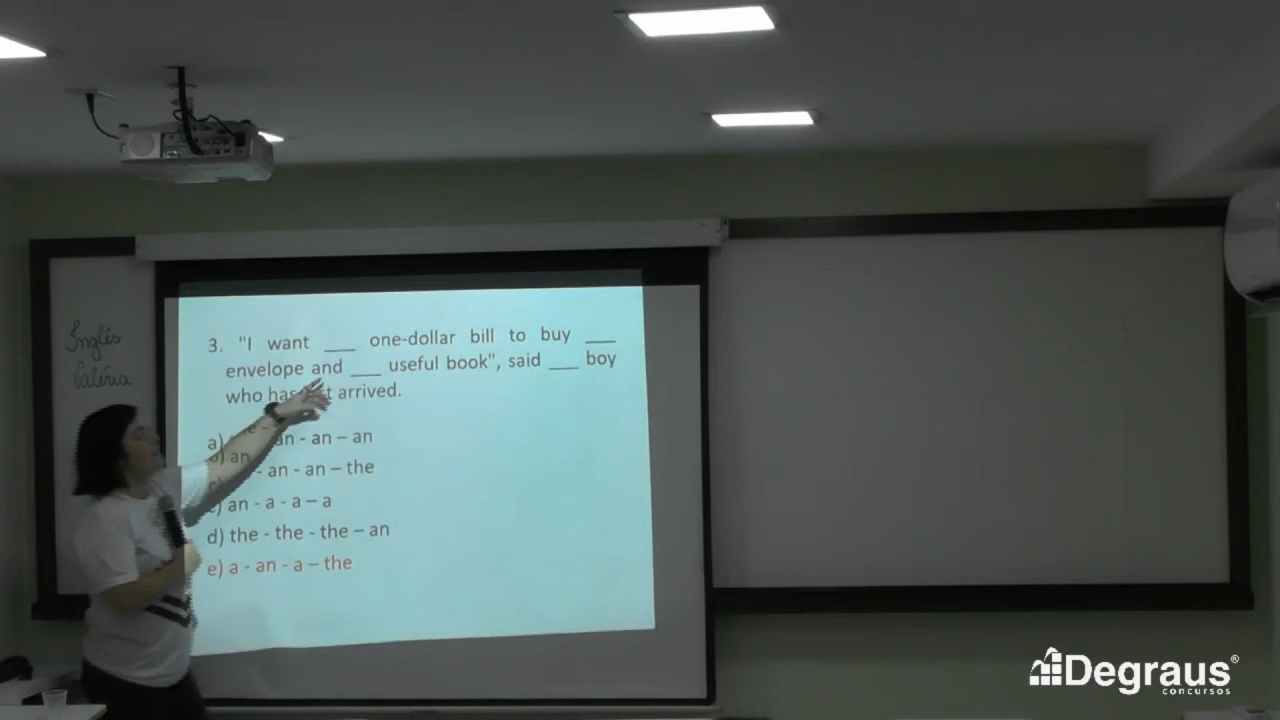 Inglês
Valéria
3. "I want ___ one-dollar bill to buy ___
envelope and ___ useful book", said ___ boy
who has arrived.
a) - an - an – an
b) an - an - an – the
c) an - a - a – a
d) the - the - the – an
e) a - an - a – the
Degraus®
concursos